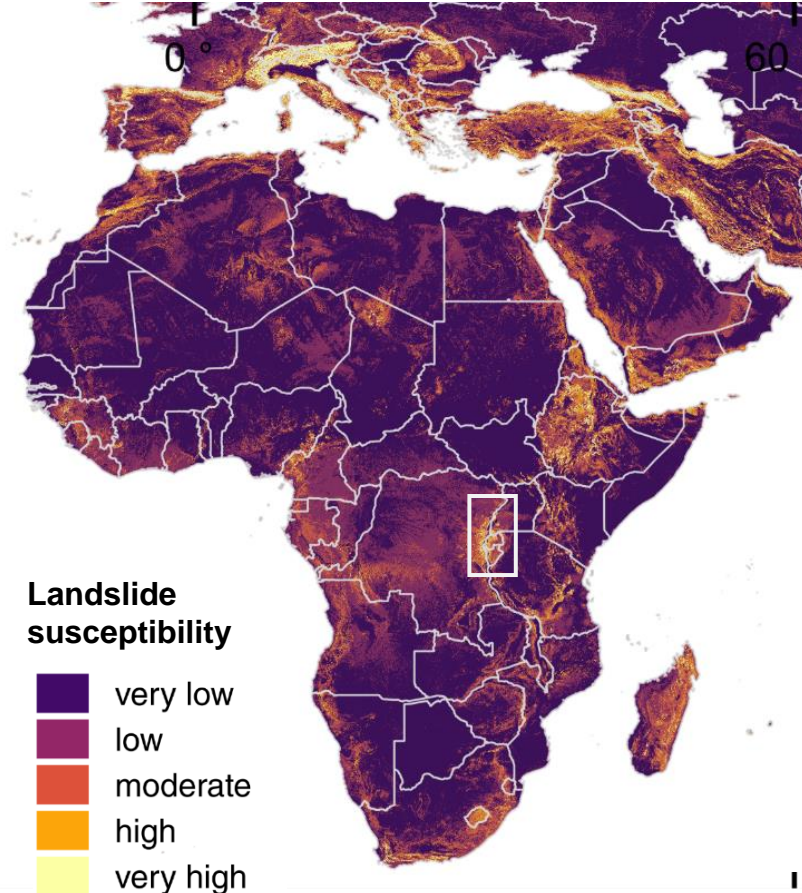 0 °
60
Landslide
susceptibility
very low
low
moderate
high
very high